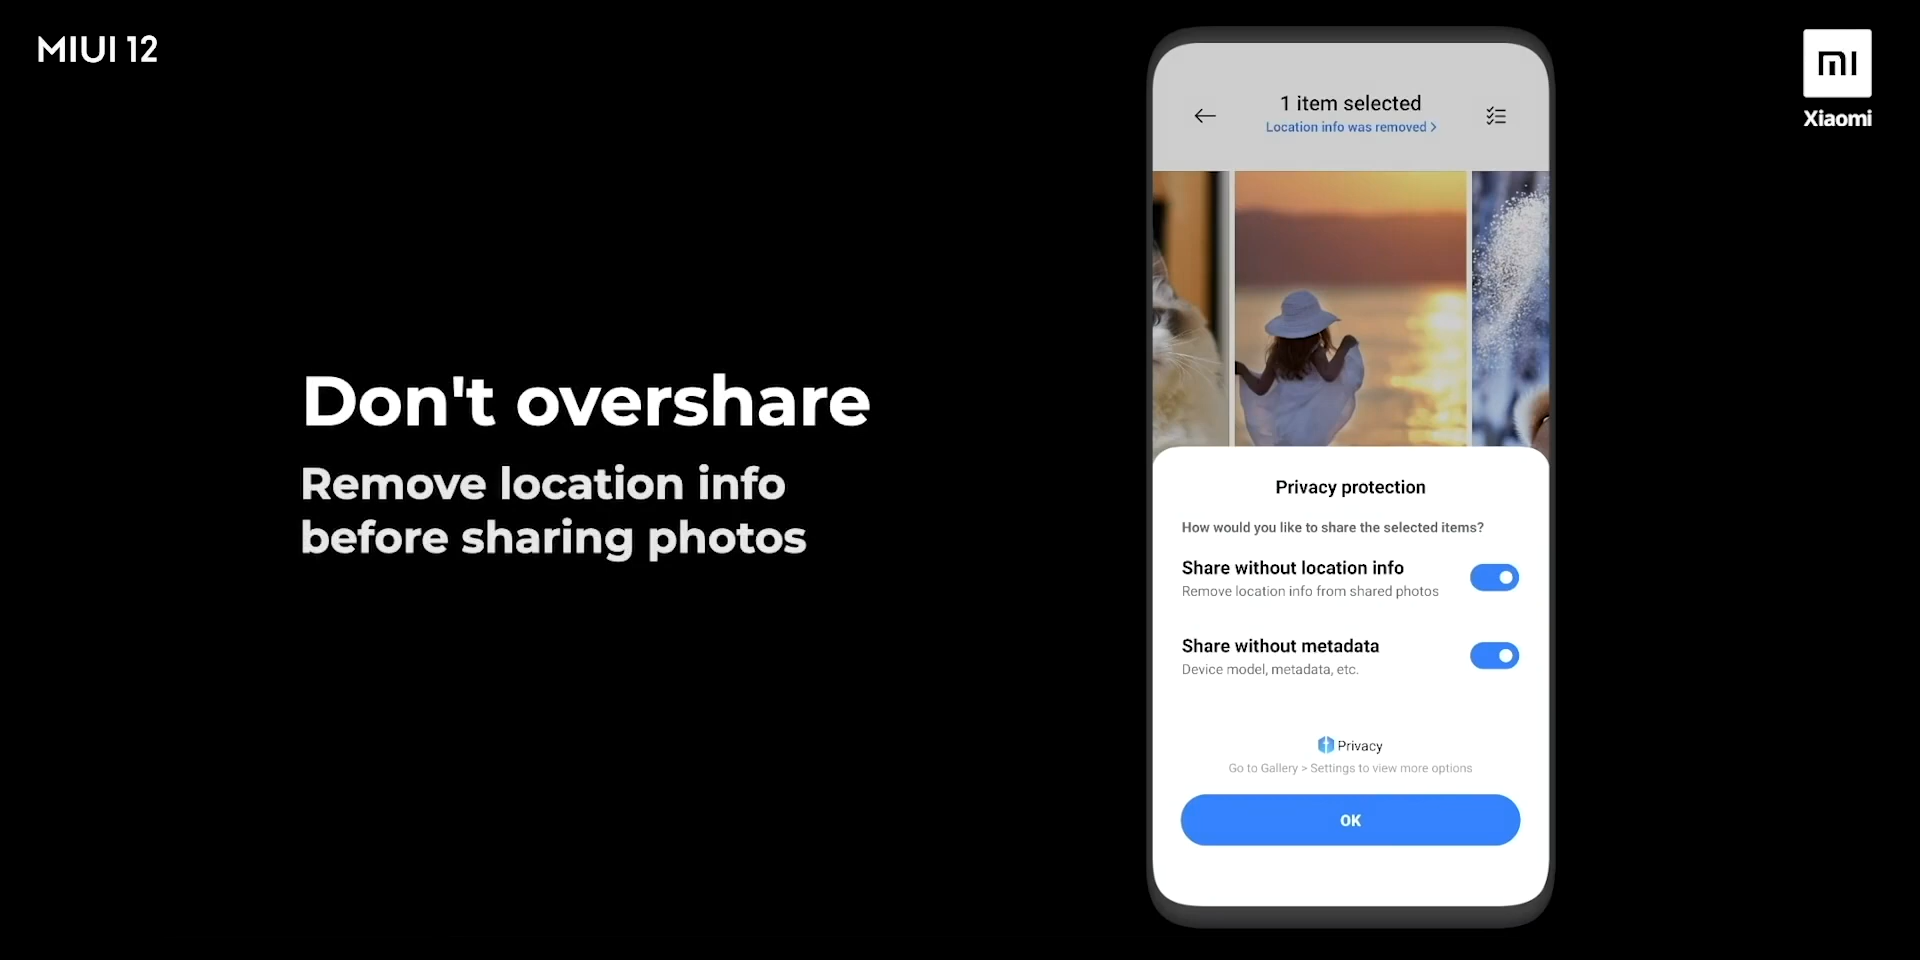 MIUI 12
Xiaomi
Don't overshare
Remove location info
before sharing photos
1 item selected
Location info was removed >
Privacy protection
How would you like to share the selected items?
Share without location info
Remove location info from shared photos
Share without metadata
Device model, metadata, etc.
Privacy
Go to Gallery > Settings to view more options
OK